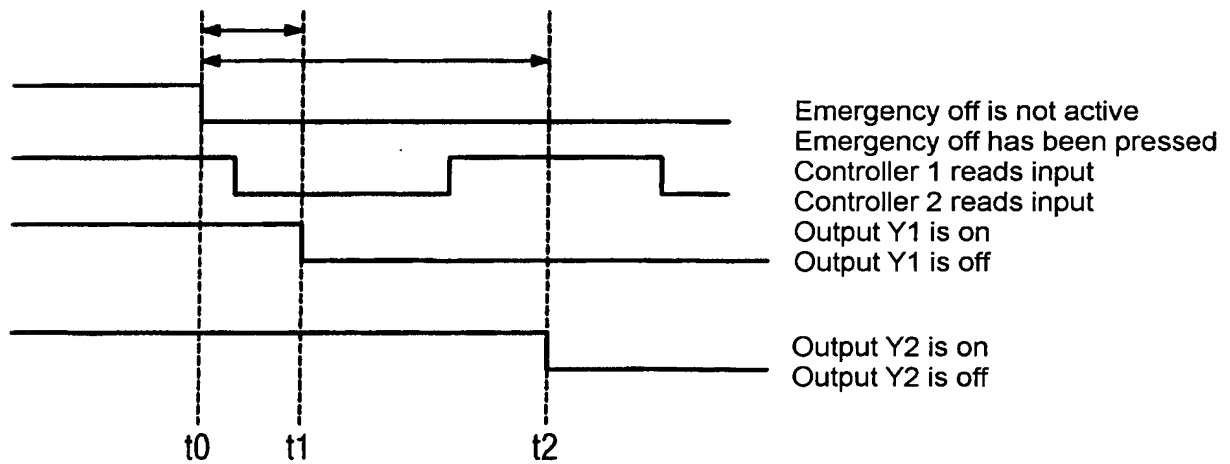 Emergency off is not active
Emergency off has been pressed
Controller 1 reads input
Controller 2 reads input
Output Y1 is on
Output Y1 is off
Output Y2 is on
Output Y2 is off
t0 t1 t2